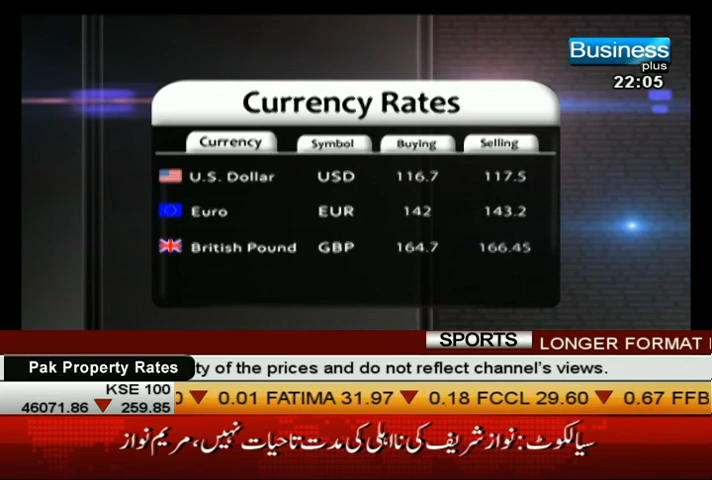 Business
plus
22:05
Currency Rates
Currency Symbol Buying Selling
U.S. Dollar USD 116.7 117.5
Euro EUR 142 143.2
British Pound GBP 164.7 166.45
SPORTS LONGER FORMAT
Pak Property Rates ty of the prices and do not reflect channel's views.
KSE 100
46071.86 ▼ 259.85
0 ▼ 0.01 FATIMA 31.97 ▼ 0.18 FCCL 29.60 ▼ 0.67 FFB
سیالکوٹ: نواز شریف کی نااہلی کی مدت تاحیات نہیں، مریم نواز